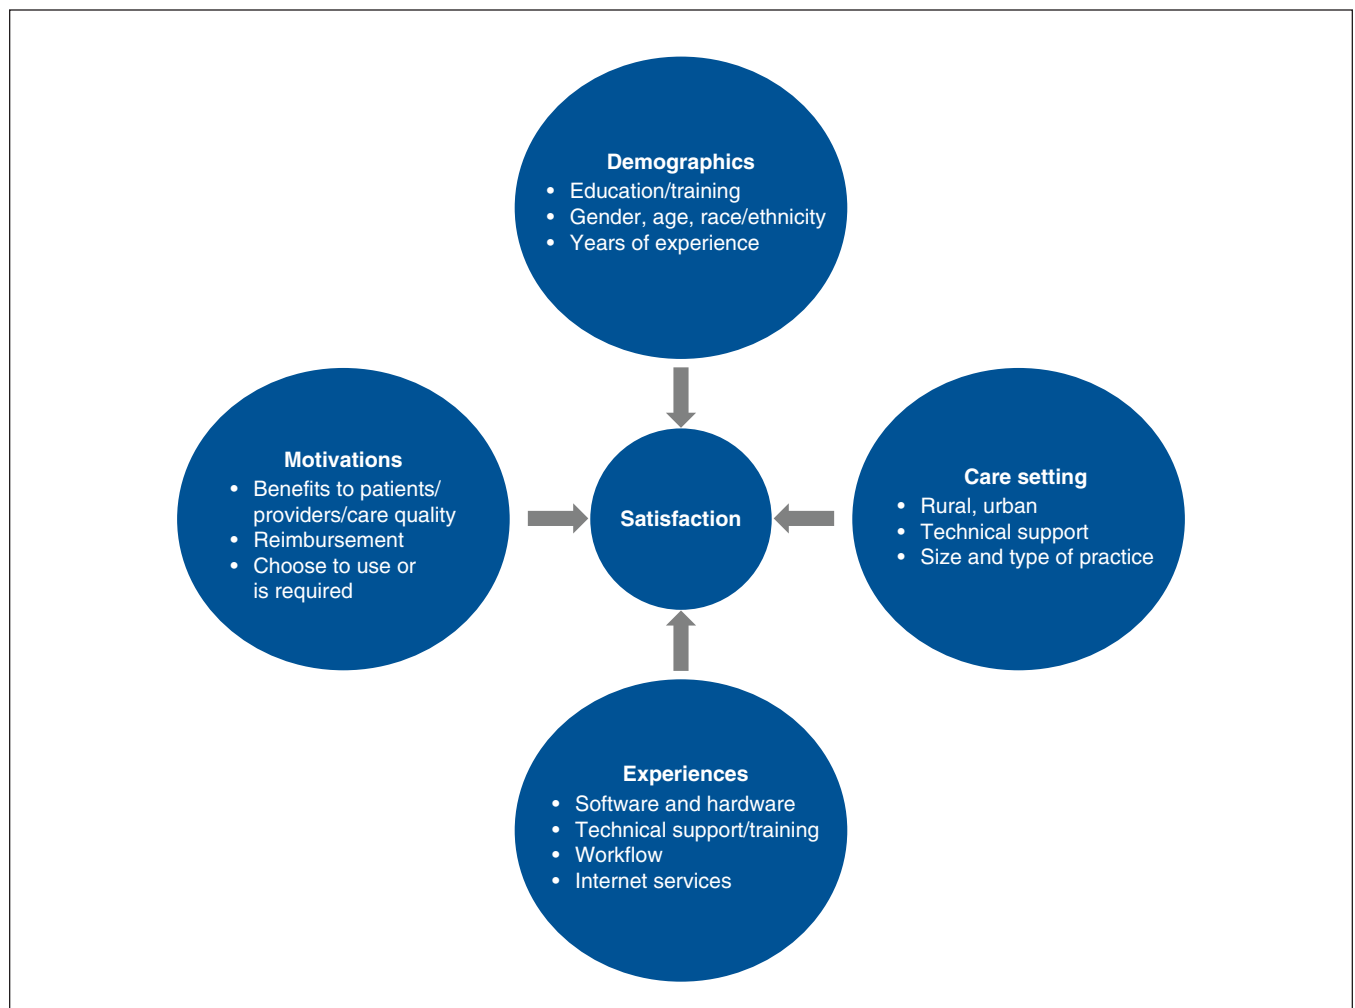 Demographics
• Education/training
• Gender, age, race/ethnicity
• Years of experience
Motivations
• Benefits to patients/
providers/care quality
• Reimbursement
• Choose to use or
is required
Satisfaction
Care setting
• Rural, urban
• Technical support
• Size and type of practice
Experiences
• Software and hardware
• Technical support/training
• Workflow
• Internet services